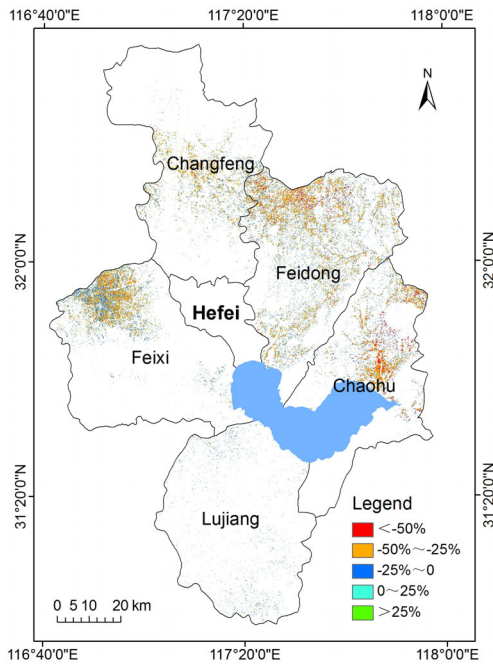 116°40'0"E 117°20'0"E 118°0'0"E
N
Changfeng
32°0'0"N 32°0'0"N
Feidong
Hefei
Feixi
Chaohu
31°20'0"N 31°20'0"N
Legend
Lujiang
<-50%
-50%～-25%
-25%～0
0～25%
>25%
0 5 10 20 km
116°40'0"E 117°20'0"E 118°0'0"E